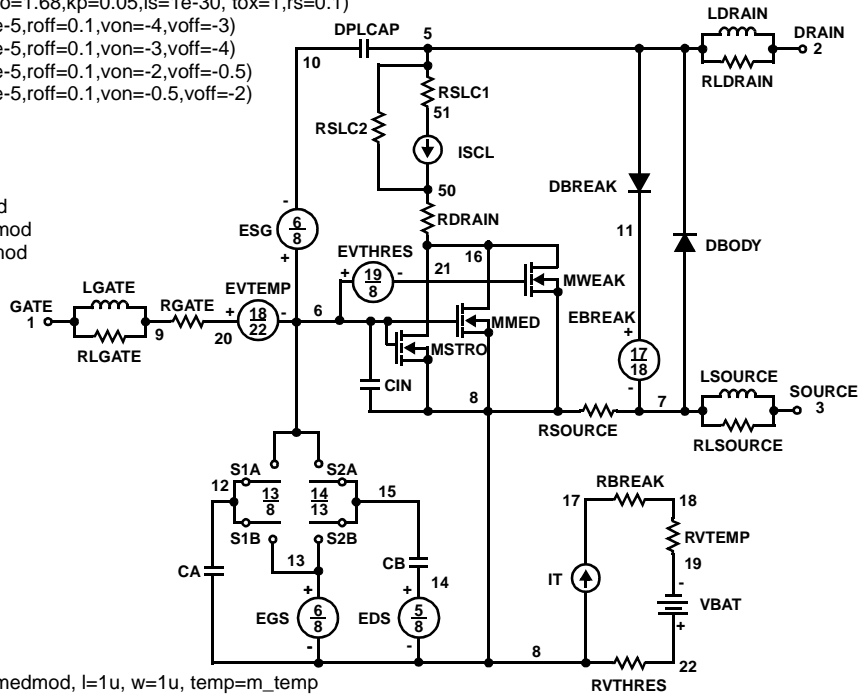 o=1.68,kp=0.05,is=1e-30, tox=1,rs=0.1)
e-5,roff=0.1,von=-4,voff=-3)
e-5,roff=0.1,von=-3,voff=-4)
e-5,roff=0.1,von=-2,voff=-0.5)
e-5,roff=0.1,von=-0.5,voff=-2)
d
mod
nod
LDRAIN
DPLCAP
5
DRAIN
2
10
RLDRAIN
RSLC1
51
RSLC2
ISCL
50
DBREAK
RDRAIN
ESG
-
6
8
+
11
DBODY
EVTHRES
16
21
+
19
8
-
MWEAK
LGATE
EVTEMP
GATE
1
RGATE
+
18
22
-
6
EBREAK
+
MMED
9
20
RLGATE
MSTRO
17
18
-
CIN
LSOURCE
SOURCE
3
8
7
RSOURCE
RLSOURCE
S1A
S2A
12
13
8
14
13
15
S1B
S2B
RBREAK
17
18
RVTEMP
13
CA
CB
19
14
IT
-
VBAT
+
+
EGS
6
8
-
+
EDS
5
8
-
8
22
RVTHRES
medmod, l=1u, w=1u, temp=m_temp